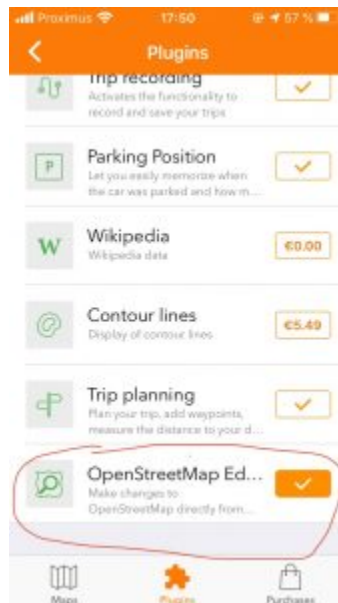 Proximus 17:50 57 %
Plugins
Trip recording
Activates the functionality to
record and save your trips
Parking Position
Let you easily memorize when
the car was parked and how m...
Wikipedia
Wikipedia data
€0.00
Contour lines
Display of contour lines
€5.49
Trip planning
Plan your trip, add waypoints,
measure the distance to your d...
OpenStreetMap Ed...
Make changes to
OpenStreetMap directly from...
Maps Plugins Purchases